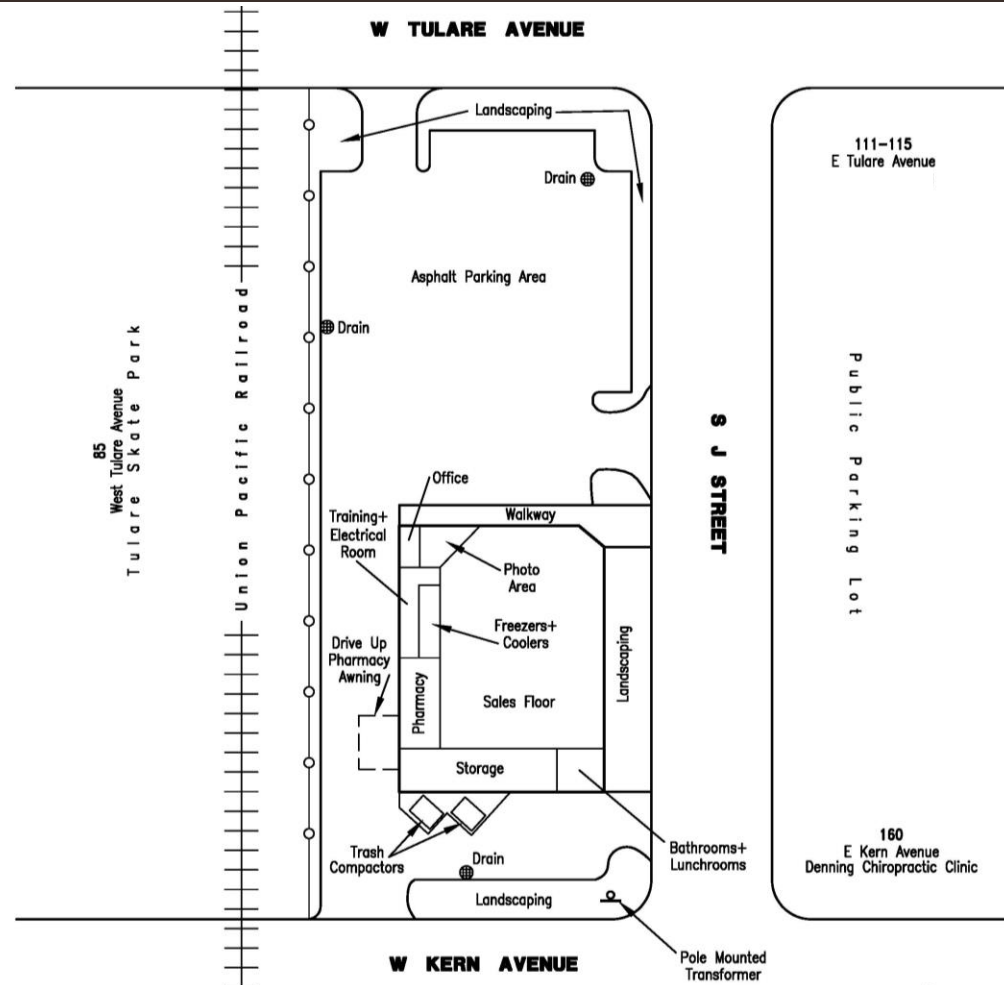 W TULARE AVENUE
Landscaping
111-115
E Tulare Avenue
Drain
Asphalt Parking Area
Drain
Union Pacific Railroad
85
West Tulare Avenue
Tulare Skate Park
Public Parking Lot
S J STREET
Office
Walkway
Training+
Electrical
Room
Photo
Area
Freezers+
Coolers
Drive Up
Pharmacy
Awning
Landscaping
Pharmacy
Sales Floor
Storage
Trash
Compactors
Drain
Bathrooms+
Lunchrooms
160
E Kern Avenue
Denning Chiropractic Clinic
Landscaping
W KERN AVENUE
Pole Mounted
Transformer